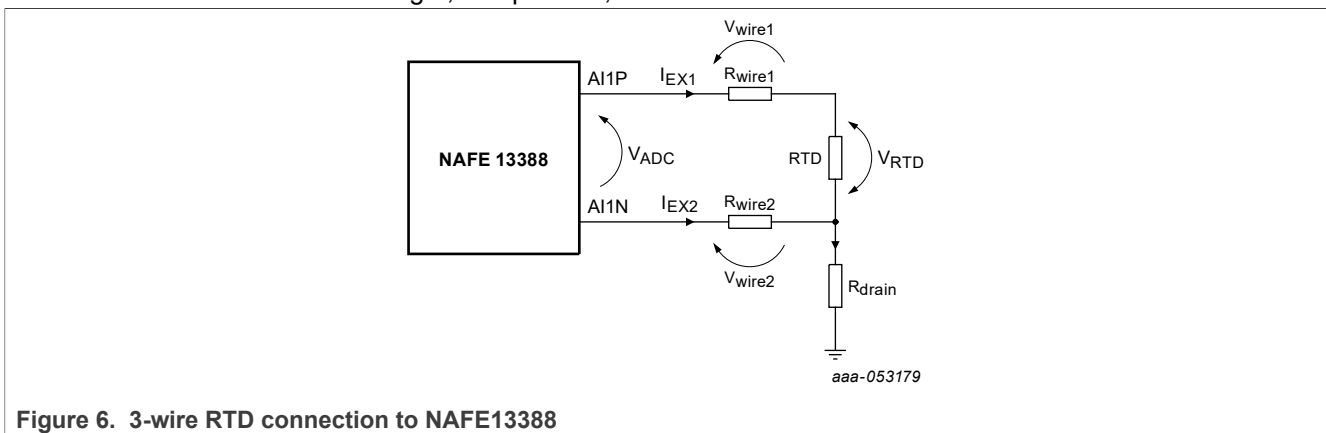 Vwire1
AI1P
IEX1
Rwire1
VADC
NAFE 13388
RTD
VRTD
AI1N
IEX2
Rwire2
Vwire2
Rdrain
aaa-053179
Figure 6. 3-wire RTD connection to NAFE13388